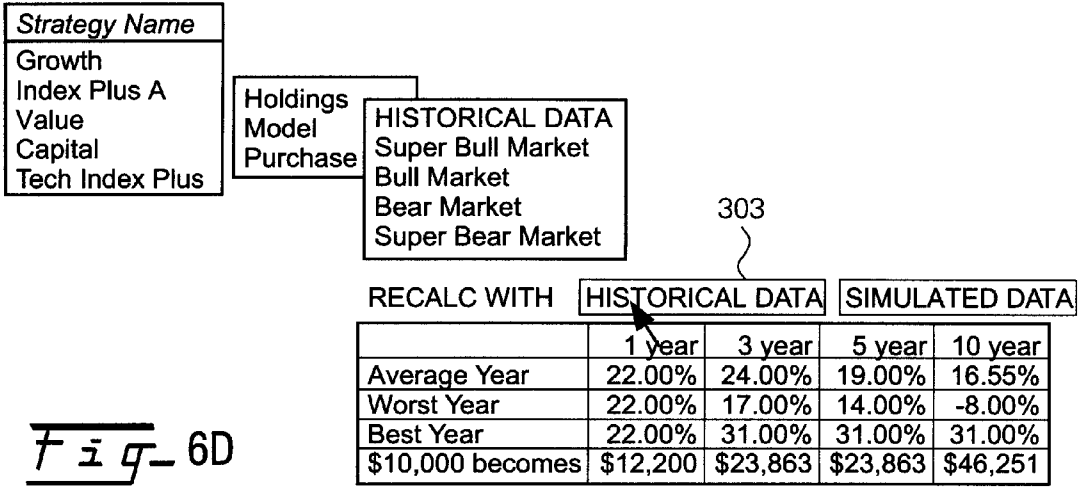 Strategy Name
Growth
Index Plus A
Value
Capital
Tech Index Plus
Holdings
Model
Purchase
HISTORICAL DATA
Super Bull Market
Bull Market
Bear Market
Super Bear Market
303
RECALC WITH HISTORICAL DATA SIMULATED DATA
1 year 3 year 5 year 10 year
Average Year 22.00% 24.00% 19.00% 16.55%
Worst Year 22.00% 17.00% 14.00% -8.00%
Best Year 22.00% 31.00% 31.00% 31.00%
$10,000 becomes $12,200 $23,863 $23,863 $46,251
Fig_ 6D